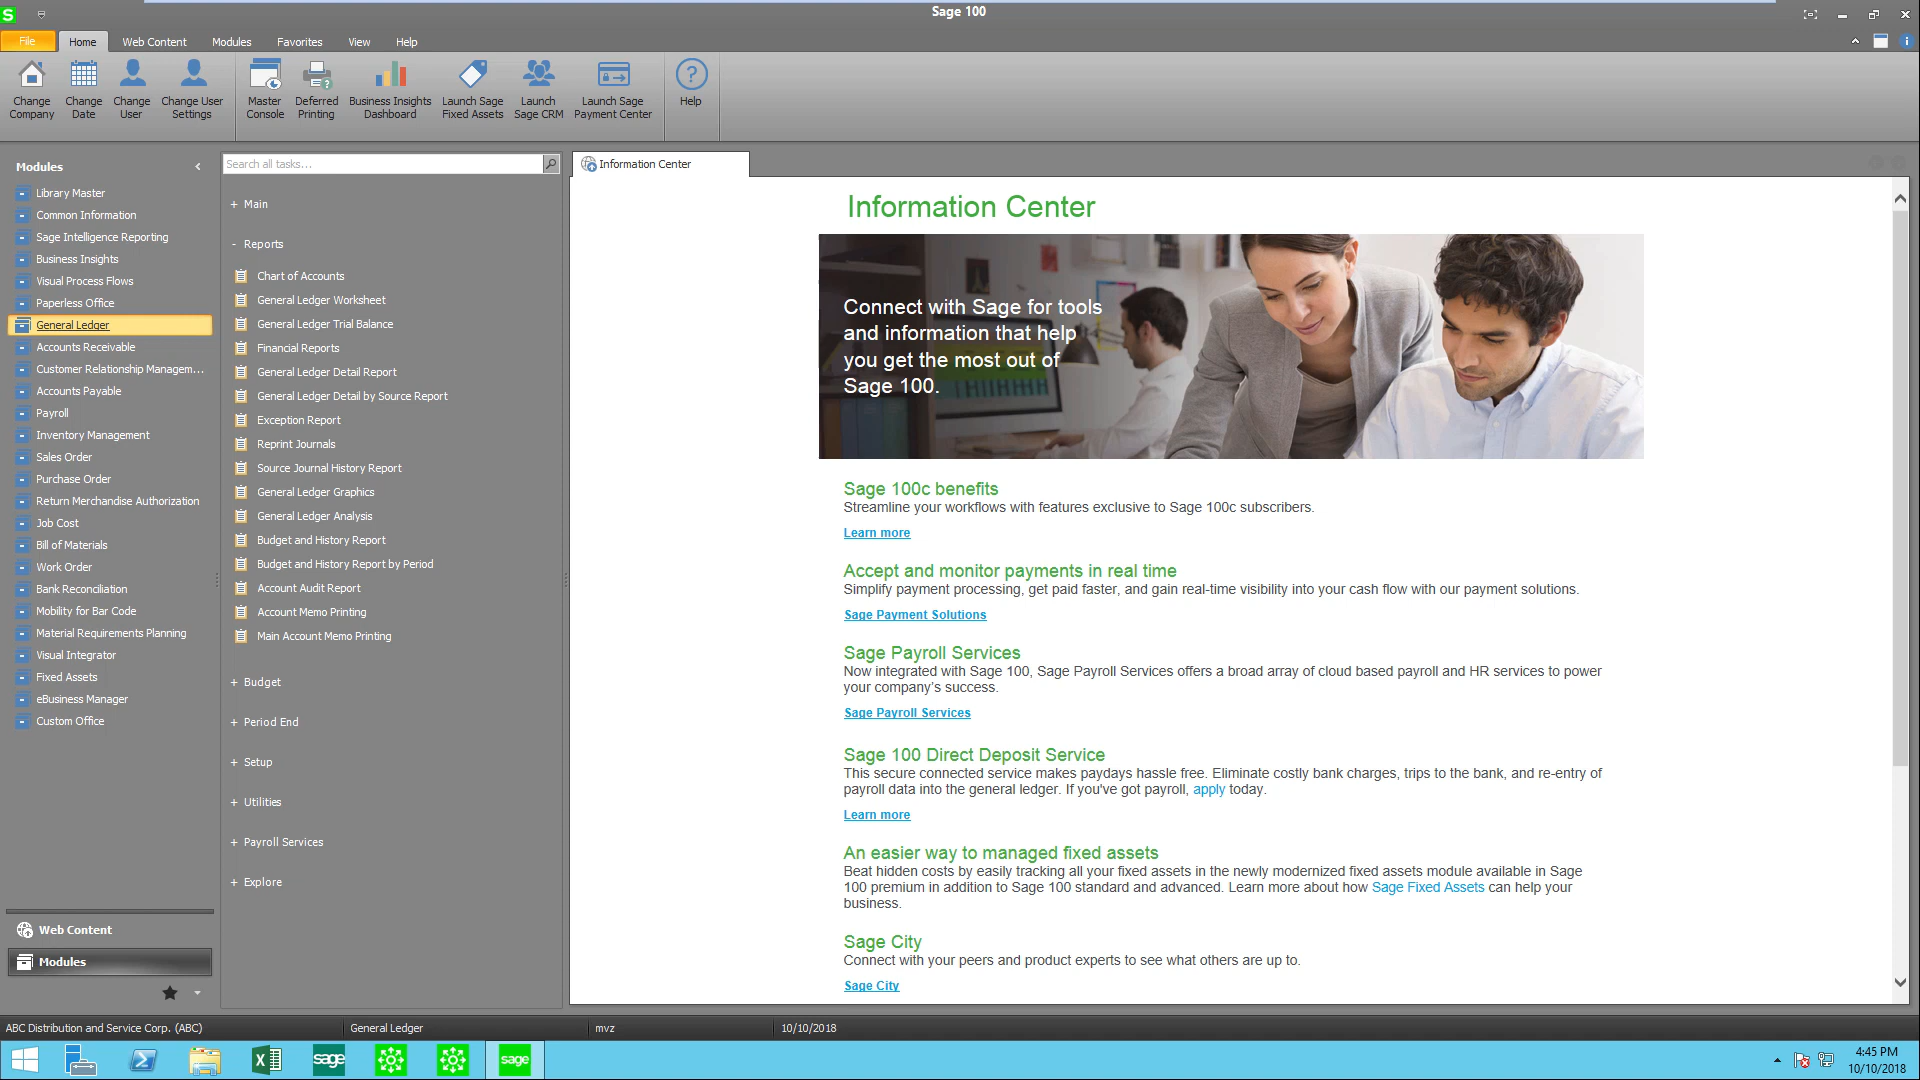 Sage 100
File
Home
Web Content
Modules
Favorites
View
Help
Change Company
Change Date
Change User
Change User Settings
Master Console
Deferred Printing
Business Insights Dashboard
Launch Sage Fixed Assets
Launch Sage CRM
Launch Sage Payment Center
Help
Modules
Library Master
Common Information
Sage Intelligence Reporting
Business Insights
Visual Process Flows
Paperless Office
General Ledger
Accounts Receivable
Customer Relationship Managem...
Accounts Payable
Payroll
Inventory Management
Sales Order
Purchase Order
Return Merchandise Authorization
Job Cost
Bill of Materials
Work Order
Bank Reconciliation
Mobility for Bar Code
Material Requirements Planning
Visual Integrator
Fixed Assets
eBusiness Manager
Custom Office
Web Content
Modules
Search all tasks...
+ Main
- Reports
Chart of Accounts
General Ledger Worksheet
General Ledger Trial Balance
Financial Reports
General Ledger Detail Report
General Ledger Detail by Source Report
Exception Report
Reprint Journals
Source Journal History Report
General Ledger Graphics
General Ledger Analysis
Budget and History Report
Budget and History Report by Period
Account Audit Report
Account Memo Printing
Main Account Memo Printing
+ Budget
+ Period End
+ Setup
+ Utilities
+ Payroll Services
+ Explore
Information Center
Information Center
Connect with Sage for tools
and information that help
you get the most out of
Sage 100.
Sage 100c benefits
Streamline your workflows with features exclusive to Sage 100c subscribers.
Learn more
Accept and monitor payments in real time
Simplify payment processing, get paid faster, and gain real-time visibility into your cash flow with our payment solutions.
Sage Payment Solutions
Sage Payroll Services
Now integrated with Sage 100, Sage Payroll Services offers a broad array of cloud based payroll and HR services to power
your company's success.
Sage Payroll Services
Sage 100 Direct Deposit Service
This secure connected service makes paydays hassle free. Eliminate costly bank charges, trips to the bank, and re-entry of
payroll data into the general ledger. If you've got payroll, apply today.
Learn more
An easier way to managed fixed assets
Beat hidden costs by easily tracking all your fixed assets in the newly modernized fixed assets module available in Sage
100 premium in addition to Sage 100 standard and advanced. Learn more about how Sage Fixed Assets can help your
business.
Sage City
Connect with your peers and product experts to see what others are up to.
Sage City
ABC Distribution and Service Corp. (ABC)
General Ledger
mvz
10/10/2018
sage
sage
4:45 PM
10/10/2018